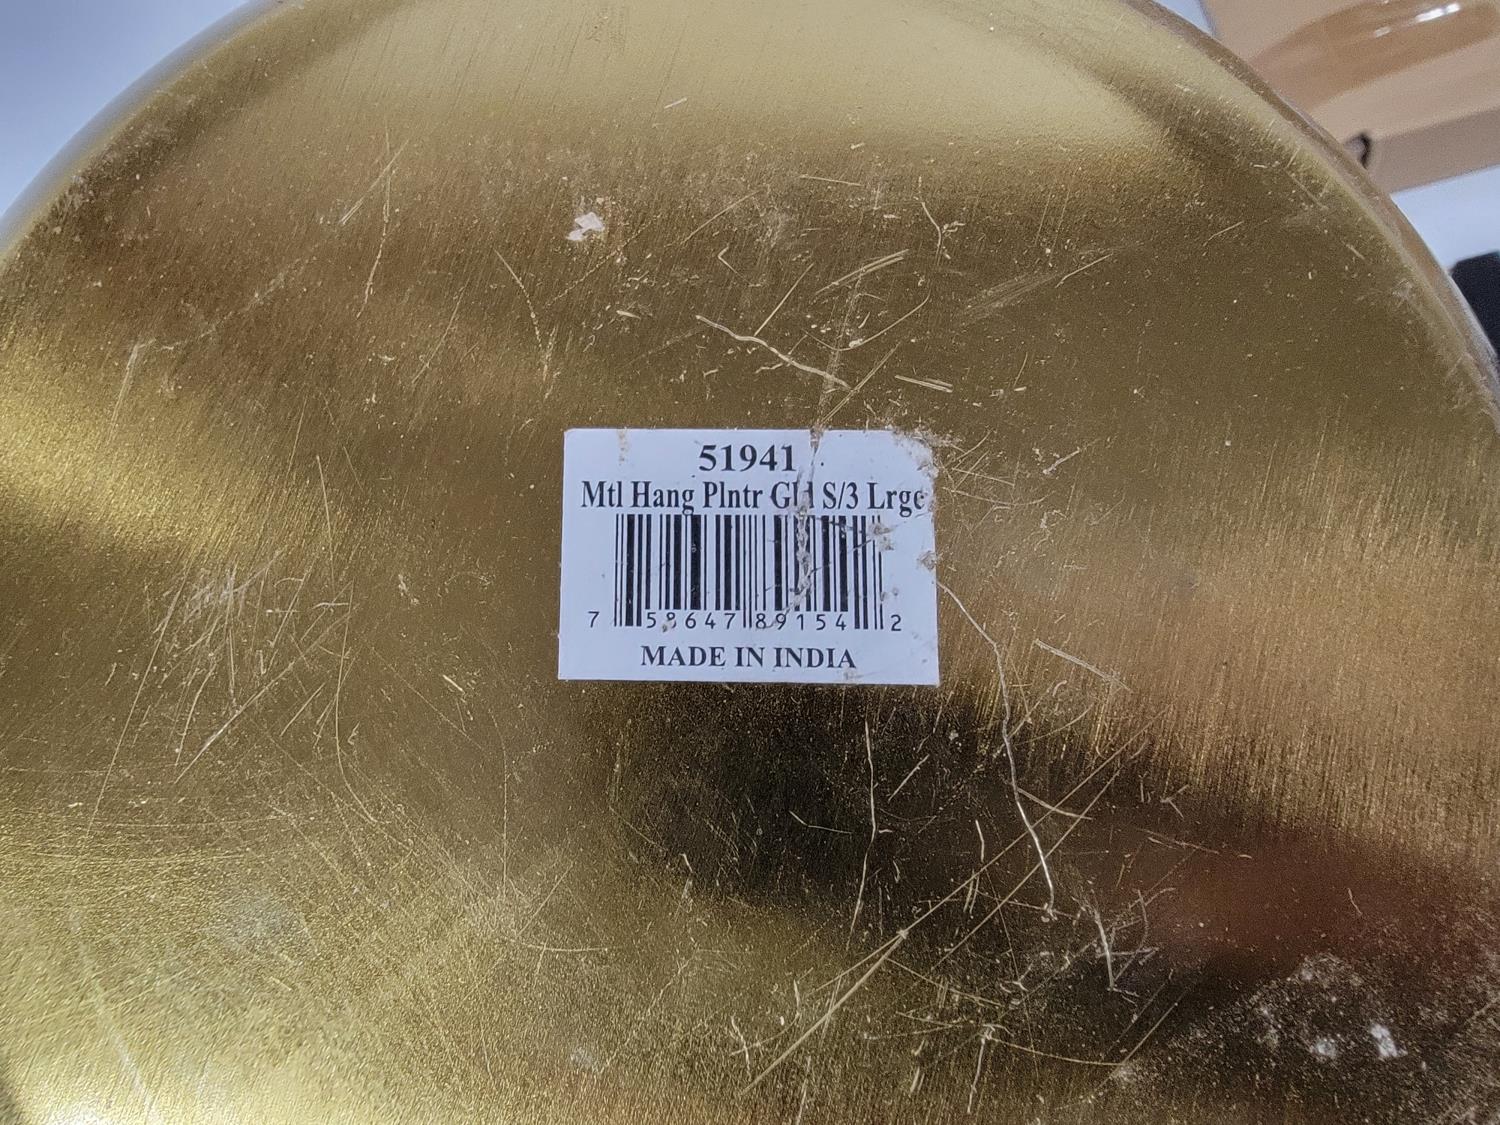 51941
Mtl Hang Plntr Gld S/3 Lrge
7 58647 89154 2
MADE IN INDIA